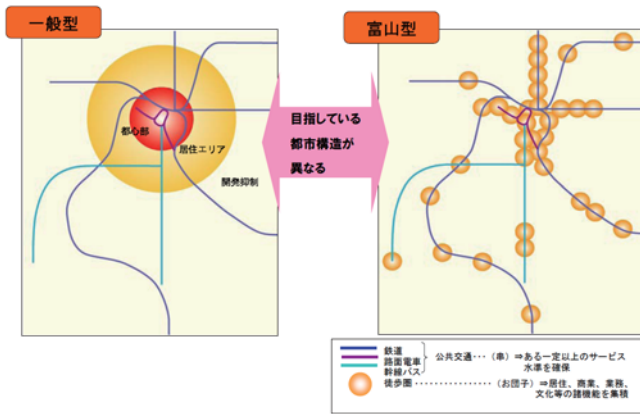 一般型
富山型
都心部
居住エリア
開発抑制
目指している
都市構造が
異なる
鉄道
路面電車
幹線バス
公共交通・・・(串)⇒ある一定以上のサービス
水準を確保
徒歩圏・・・・・・・・・・・・・・(お団子)⇒居住、商業、業務、
文化等の諸機能を集積